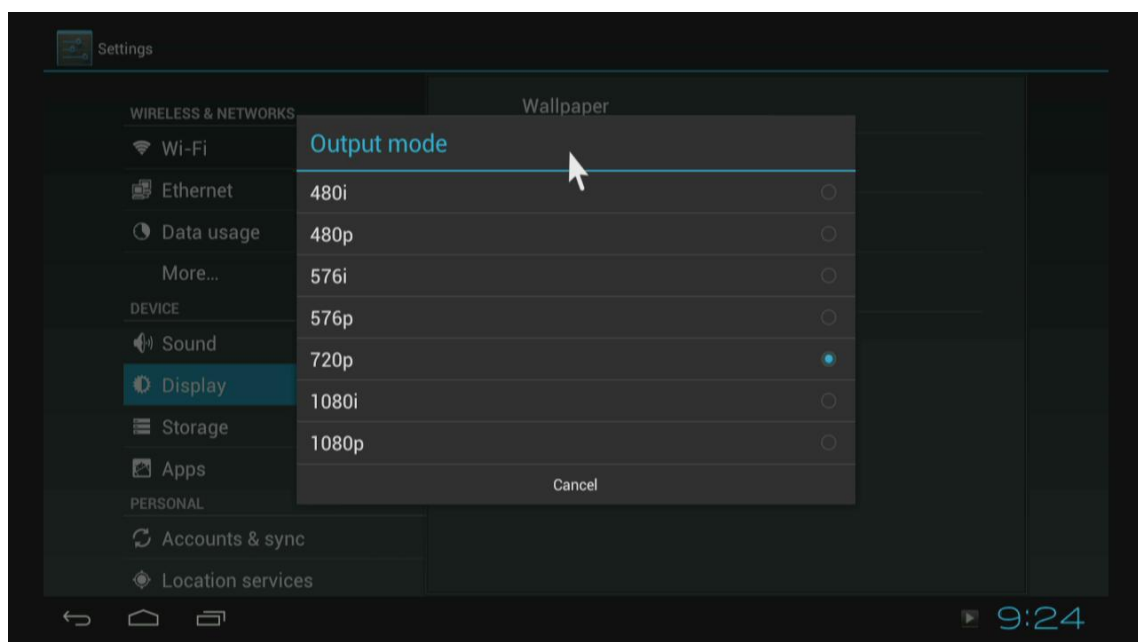 Settings
WIRELESS & NETWORKS
Wi-Fi
Ethernet
Data usage
More...
DEVICE
Sound
Display
Storage
Apps
PERSONAL
Accounts & sync
Location services
Wallpaper
Output mode
480i
480p
576i
576p
720p
1080i
1080p
Cancel
9:24